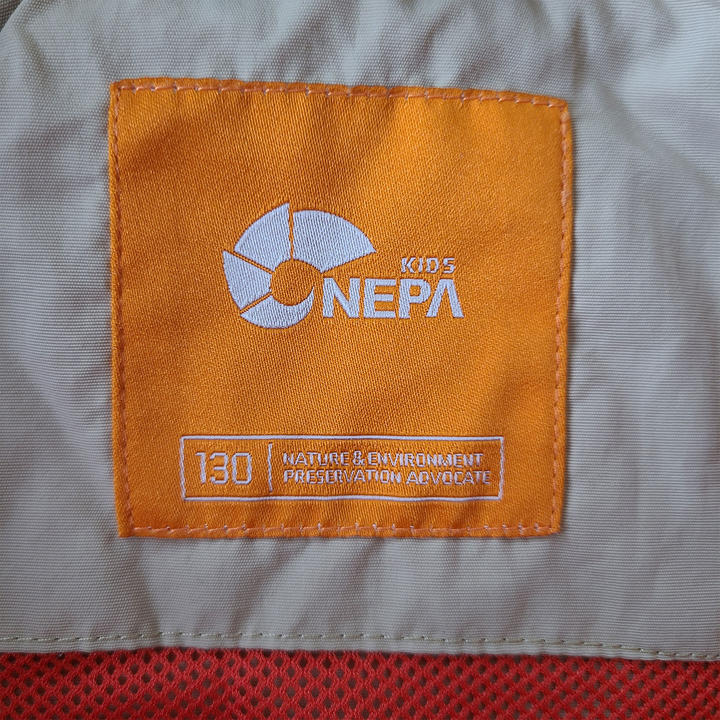 KIDS
NEPA
130
NATURE & ENVIRONMENT
PRESERVATION ADVOCATE